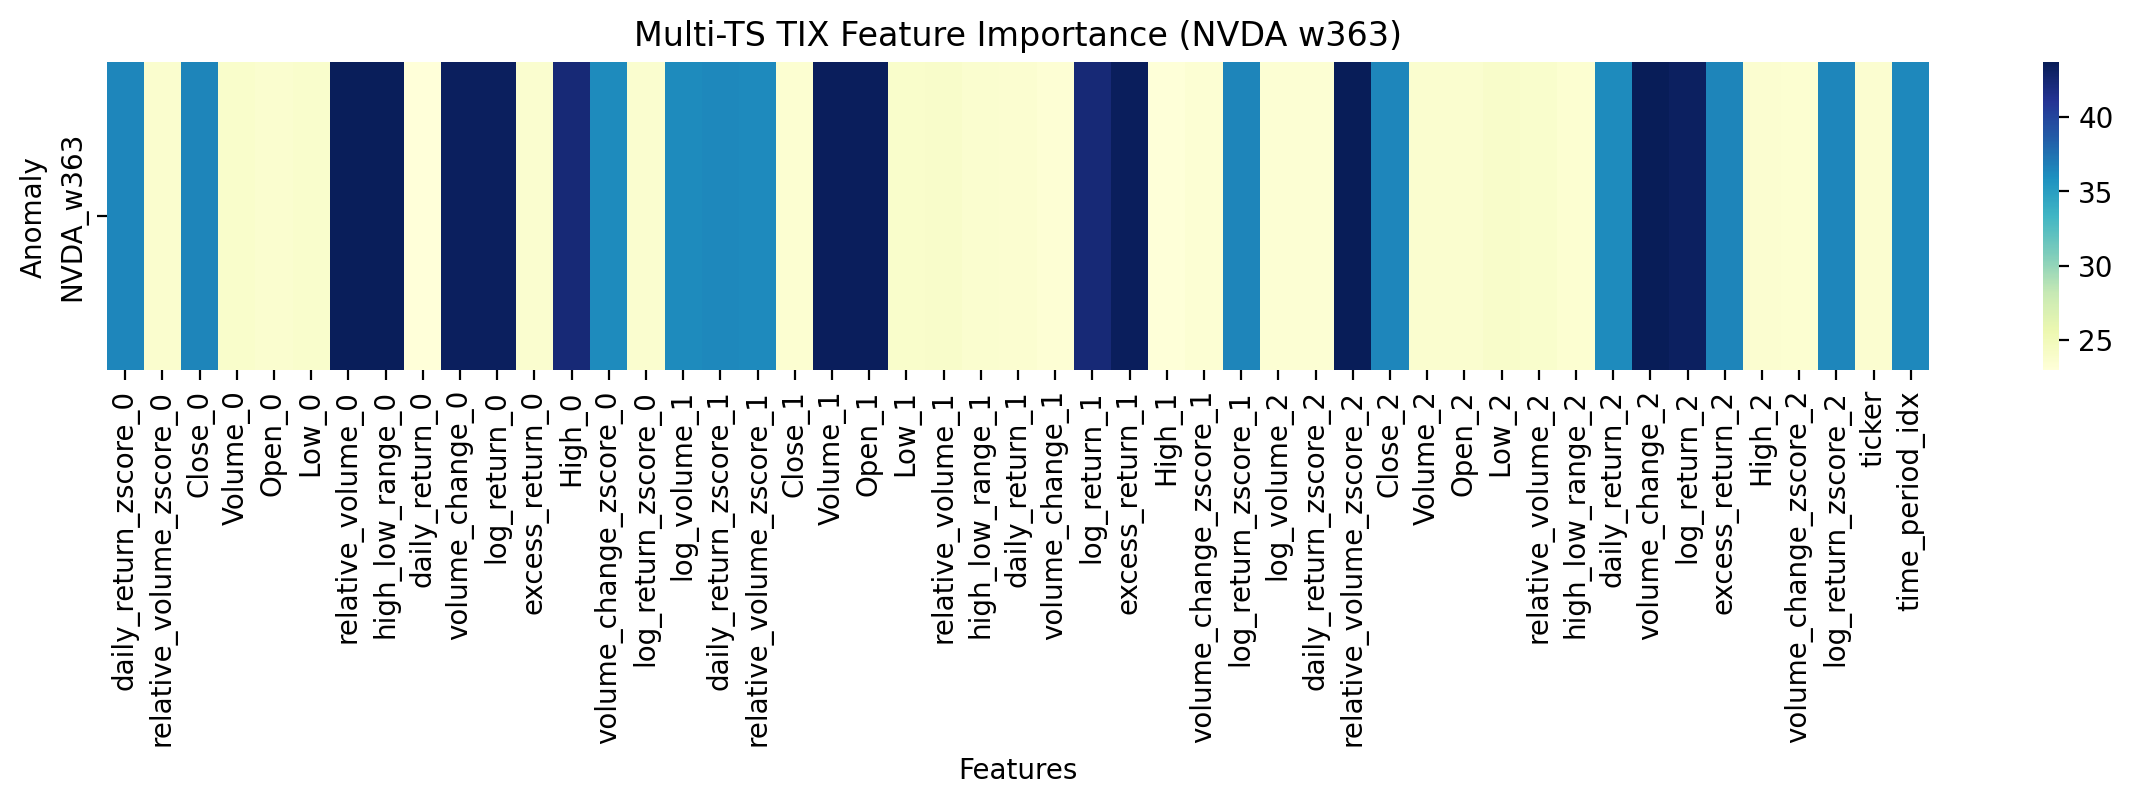 Multi-TS TIX Feature Importance (NVDA w363)
Anomaly
NVDA_w363
40
35
30
25
daily_return_zscore_0
relative_volume_zscore_0
Close_0
Volume_0
Open_0
Low_0
relative_volume_0
high_low_range_0
daily_return_0
volume_change_0
log_return_0
excess_return_0
High_0
volume_change_zscore_0
log_return_zscore_0
log_volume_1
daily_return_zscore_1
relative_volume_zscore_1
Close_1
Volume_1
Open_1
Low_1
relative_volume_1
high_low_range_1
daily_return_1
volume_change_1
log_return_1
excess_return_1
High_1
volume_change_zscore_1
log_return_zscore_1
log_volume_2
daily_return_zscore_2
relative_volume_zscore_2
Close_2
Volume_2
Open_2
Low_2
relative_volume_2
high_low_range_2
daily_return_2
volume_change_2
log_return_2
excess_return_2
High_2
volume_change_zscore_2
log_return_zscore_2
ticker
time_period_idx
Features